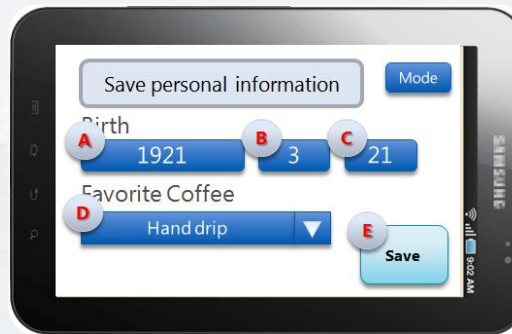 Save personal information
Mode
Birth
A
1921
B
3
C
21
Favorite Coffee
D
Hand drip
E
Save
SAMSUNG
9:02 AM